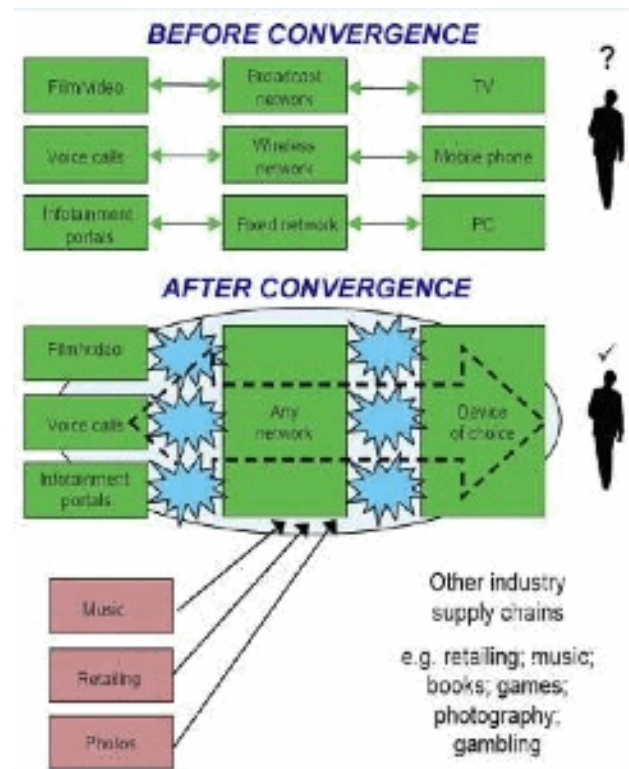 BEFORE CONVERGENCE
?
Film/video
Broadcast
network
TV
Voice calls
Wireless
network
Mobile phone
Infotainment
portals
Fixed network
PC
AFTER CONVERGENCE
Film/video
Voice calls
Infotainment
portals
Any
network
Device
of choice
✓
Music
Retailing
Photos
Other industry
supply chains
e.g. retailing; music;
books; games;
photography;
gambling